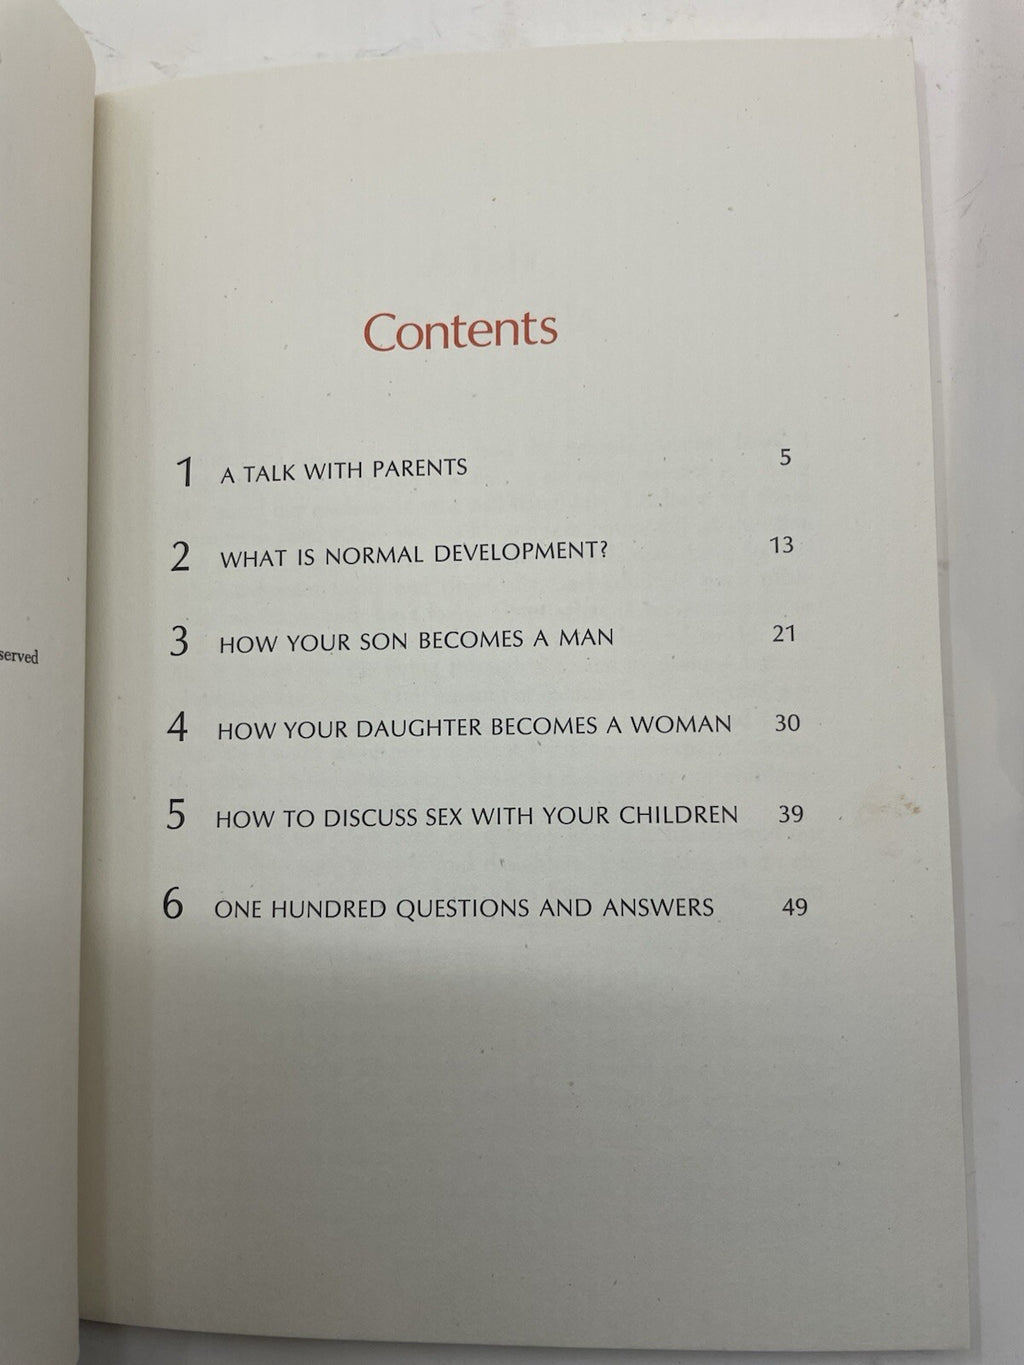 served
Contents
1 A TALK WITH PARENTS 5
2 WHAT IS NORMAL DEVELOPMENT? 13
3 HOW YOUR SON BECOMES A MAN 21
4 HOW YOUR DAUGHTER BECOMES A WOMAN 30
5 HOW TO DISCUSS SEX WITH YOUR CHILDREN 39
6 ONE HUNDRED QUESTIONS AND ANSWERS 49